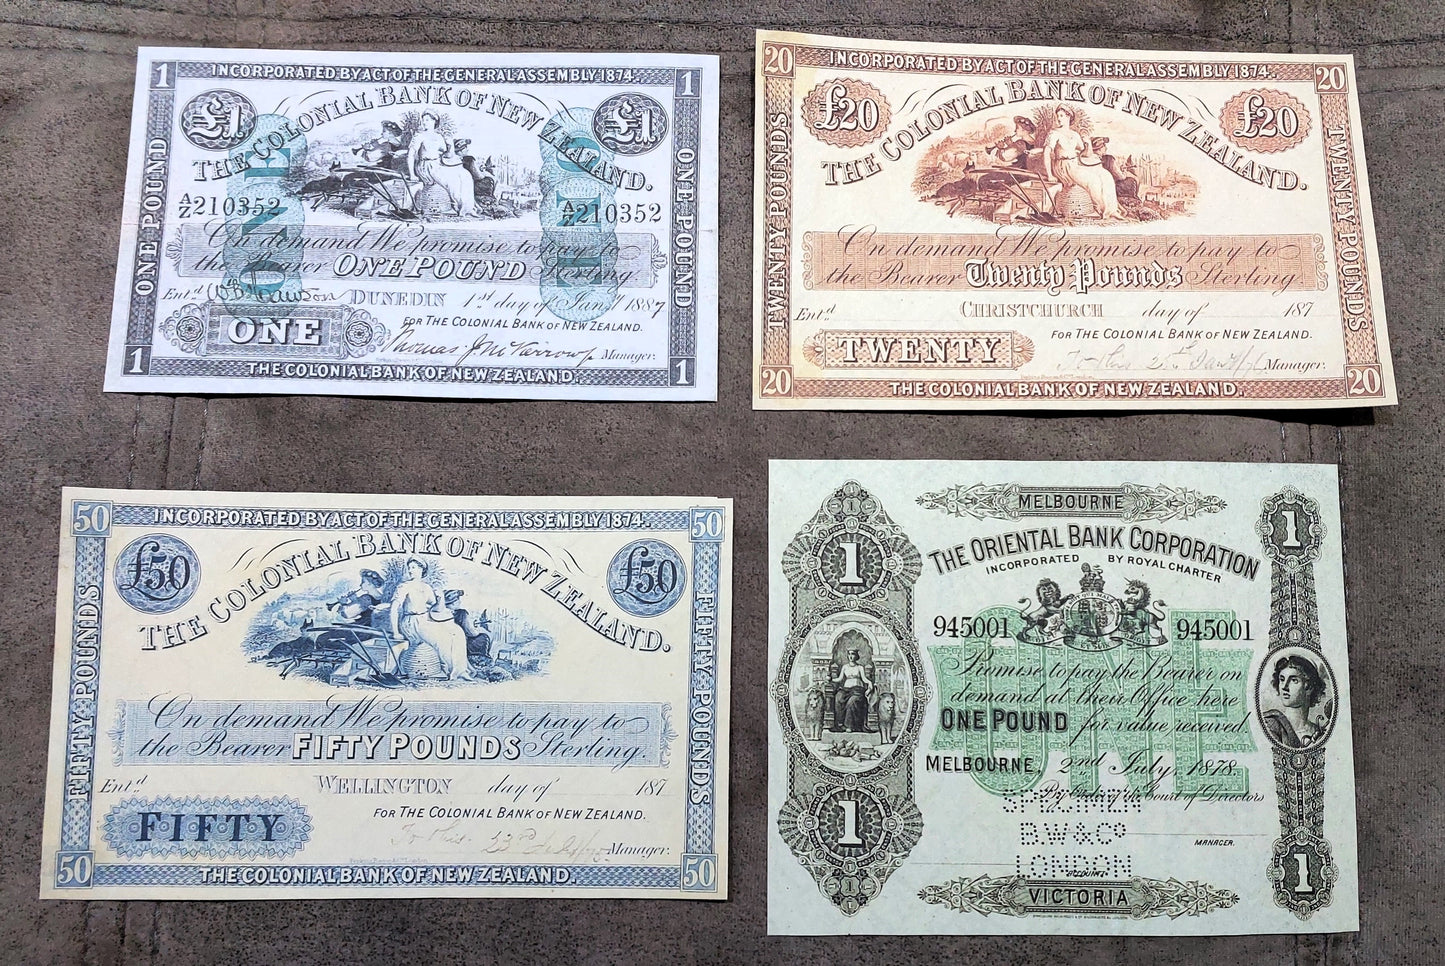 1 INCORPORATED BY ACT OF THE GENERAL ASSEMBLY 1874. 1
£1 £1
THE COLONIAL BANK OF NEW ZEALAND.
ONE POUND
ONE POUND
ONE ONE
A/Z 210352 A/Z 210352
On demand We promise to pay to
the Bearer ONE POUND Sterling.
Ent.d DUNEDIN 1st day of Jany 1887
FOR THE COLONIAL BANK OF NEW ZEALAND.
ONE
Manager.
1 THE COLONIAL BANK OF NEW ZEALAND. 1
20 INCORPORATED BY ACT OF THE GENERAL ASSEMBLY 1874. 20
£20 £20
THE COLONIAL BANK OF NEW ZEALAND.
TWENTY POUNDS
TWENTY POUNDS
On demand We promise to pay to
the Bearer Twenty Pounds Sterling.
Ent.d CHRISTCHURCH day of 187
FOR THE COLONIAL BANK OF NEW ZEALAND.
TWENTY
Manager.
20 THE COLONIAL BANK OF NEW ZEALAND. 20
50 INCORPORATED BY ACT OF THE GENERAL ASSEMBLY 1874. 50
£50 £50
THE COLONIAL BANK OF NEW ZEALAND.
FIFTY POUNDS
FIFTY POUNDS
On demand We promise to pay to
the Bearer FIFTY POUNDS Sterling.
Ent.d WELLINGTON day of 187
FOR THE COLONIAL BANK OF NEW ZEALAND.
FIFTY
Manager.
50 THE COLONIAL BANK OF NEW ZEALAND. 50
MELBOURNE
1 1
THE ORIENTAL BANK CORPORATION
INCORPORATED BY ROYAL CHARTER
945001 945001
ONE
Promise to pay the Bearer on
demand at their Office here
ONE POUND for value received.
MELBOURNE, 2nd July, 1878.
By Order of the Court of Directors
SPECIMEN
B.W & Co
LONDON
MANAGER.
ACCOUNT
1 1
VICTORIA